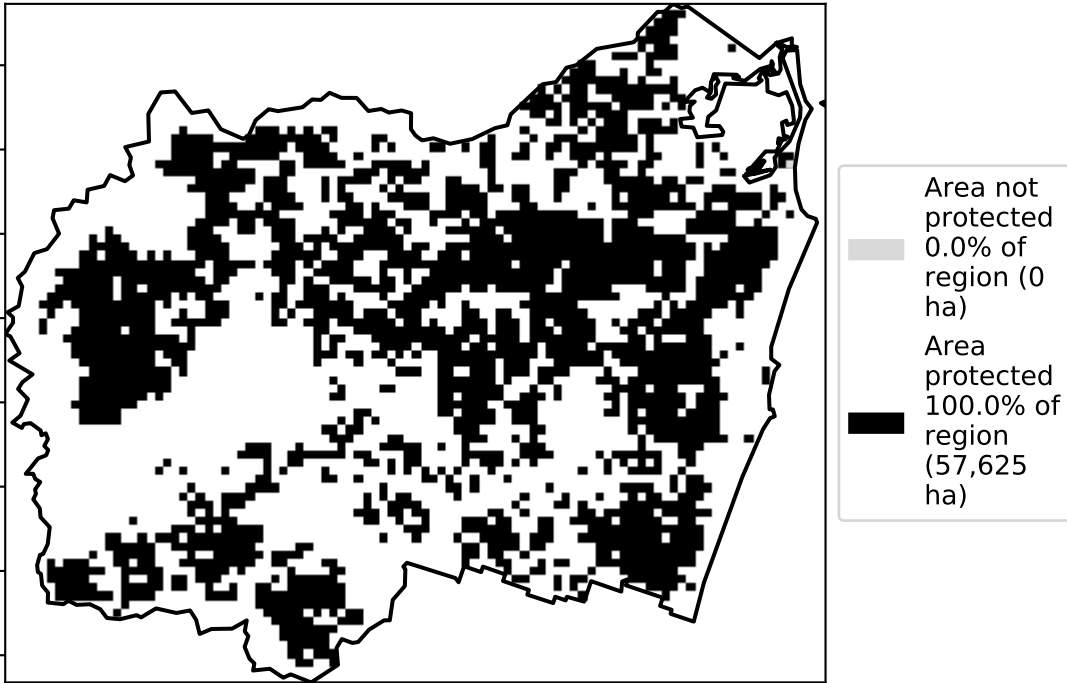 Area not
protected
0.0% of
region (0
ha)
Area
protected
100.0% of
region
(57,625
ha)